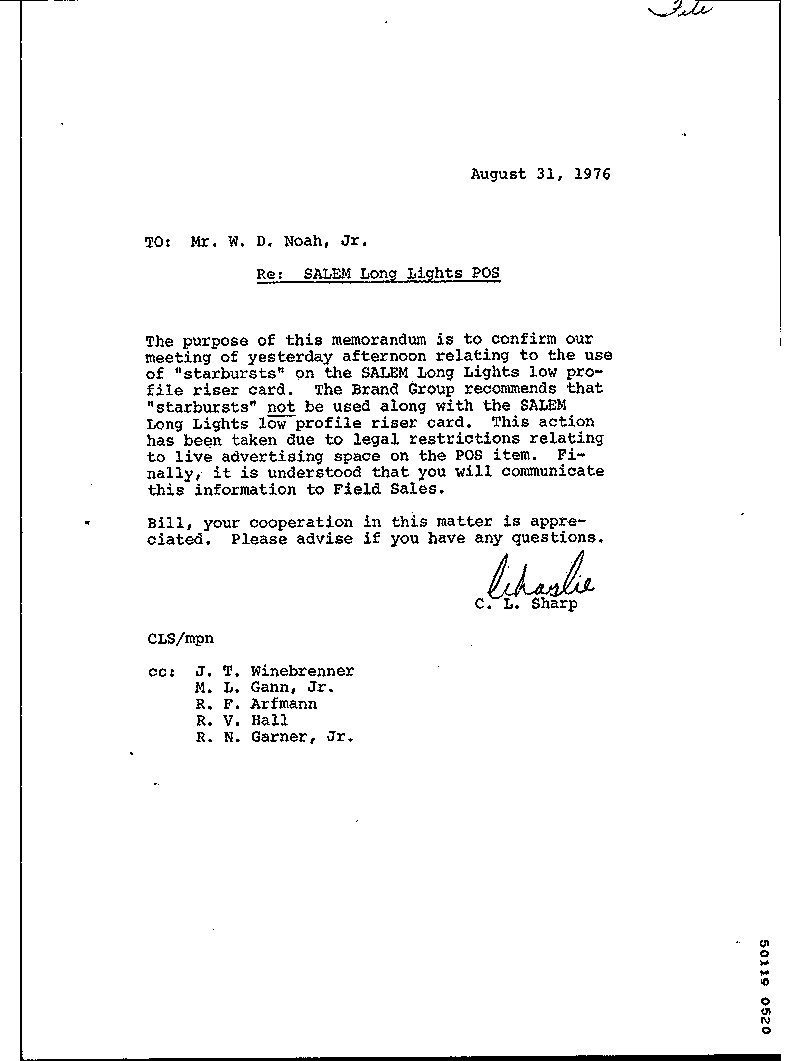 File
August 31, 1976
TO: Mr. W. D. Noah, Jr.
Re: SALEM Long Lights POS
The purpose of this memorandum is to confirm our
meeting of yesterday afternoon relating to the use
of "starbursts" on the SALEM Long Lights low pro-
file riser card. The Brand Group recommends that
"starbursts" not be used along with the SALEM
Long Lights low profile riser card. This action
has been taken due to legal restrictions relating
to live advertising space on the POS item. Fi-
nally, it is understood that you will communicate
this information to Field Sales.
Bill, your cooperation in this matter is appre-
ciated. Please advise if you have any questions.
Charlie
C. L. Sharp
CLS/mpn
cc: J. T. Winebrenner
M. L. Gann, Jr.
R. F. Arfmann
R. V. Hall
R. N. Garner, Jr.
50119 0520